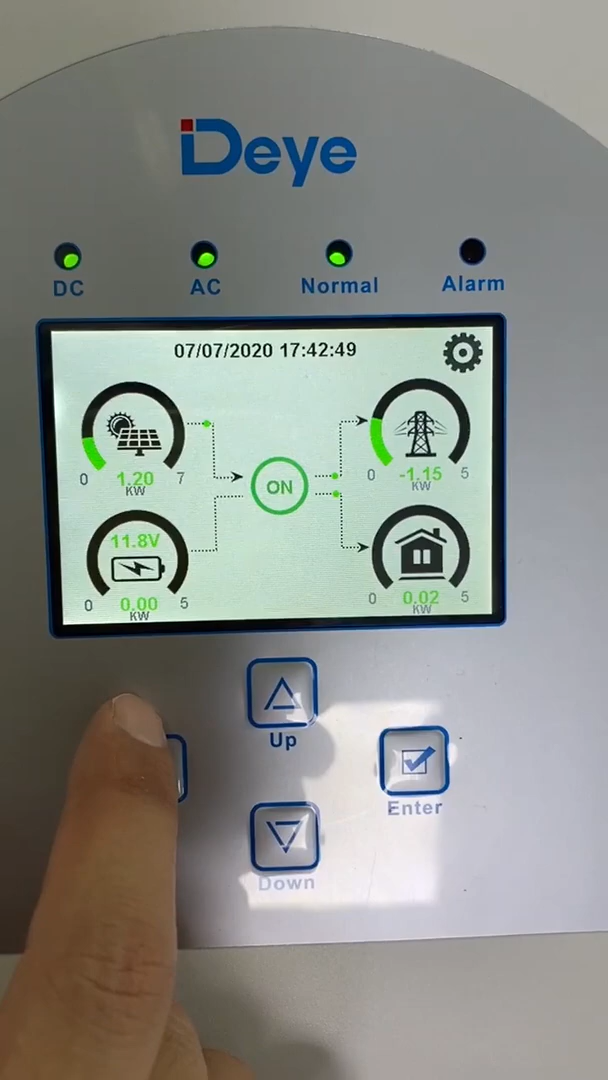 Deye
DC AC Normal Alarm
07/07/2020 17:42:49
0 1.20 7
KW
ON
0 -1.15 5
KW
11.8V
0 0.00 5
KW
0 0.02 5
KW
Up
Enter
Down